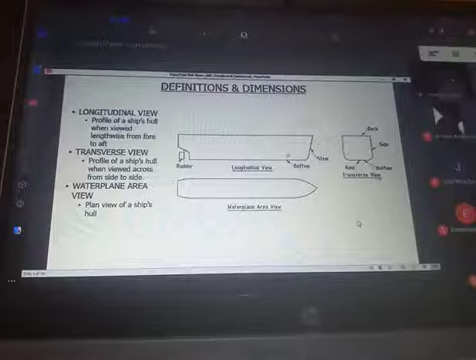 DEFINITIONS & DIMENSIONS
• LONGITUDINAL VIEW
• Profile of a ship's hull
when viewed
lengthwise from fore
to aft
• TRANSVERSE VIEW
• Profile of a ship's hull
when viewed across
from side to side
• WATERPLANE AREA
VIEW
• Plan view of a ship's
hull
Rudder
Longitudinal View
Bottom
Stem
Deck
Side
Keel
Bottom
Transverse View
Waterplane Area View